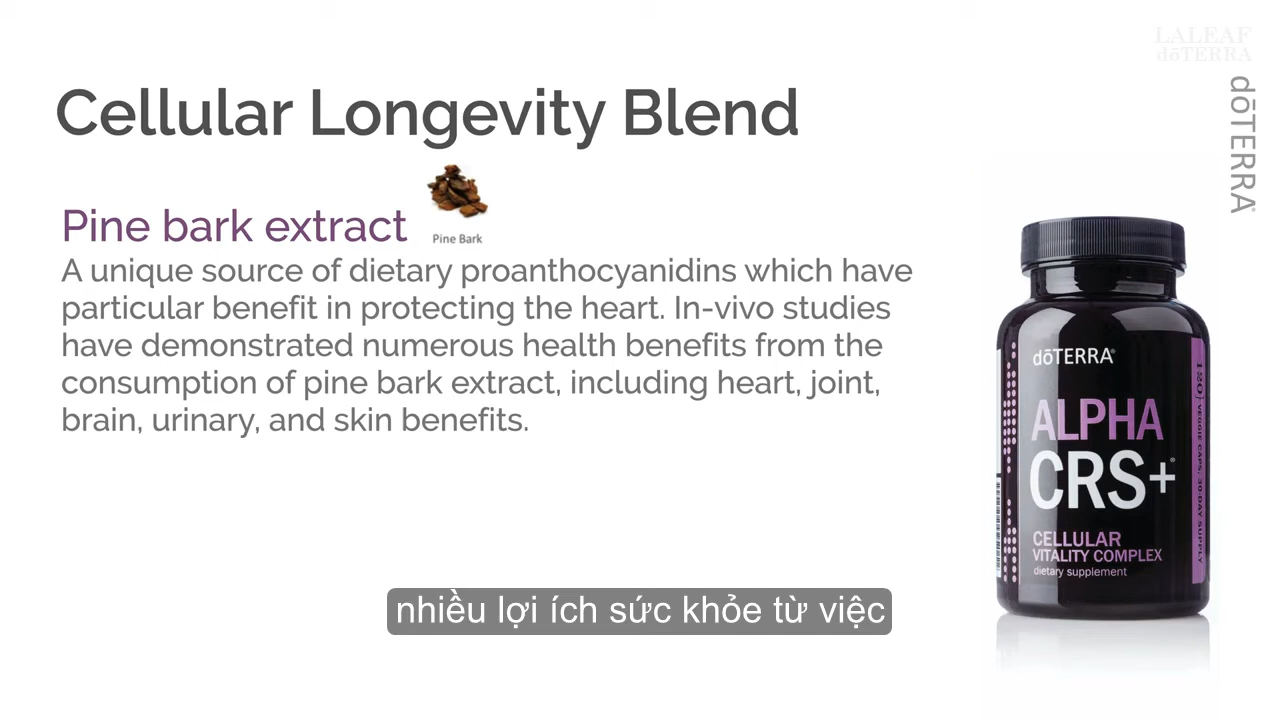 LALEAF
dōTERRA
dōTERRA
Cellular Longevity Blend
Pine bark extract
Pine Bark
A unique source of dietary proanthocyanidins which have
particular benefit in protecting the heart. In-vivo studies
have demonstrated numerous health benefits from the
consumption of pine bark extract, including heart, joint,
brain, urinary, and skin benefits.
dōTERRA®
ALPHA
CRS+®
CELLULAR
VITALITY COMPLEX
dietary supplement
120 | VEGGIE CAPS, 30-DAY SUPPLY
nhiều lợi ích sức khỏe từ việc